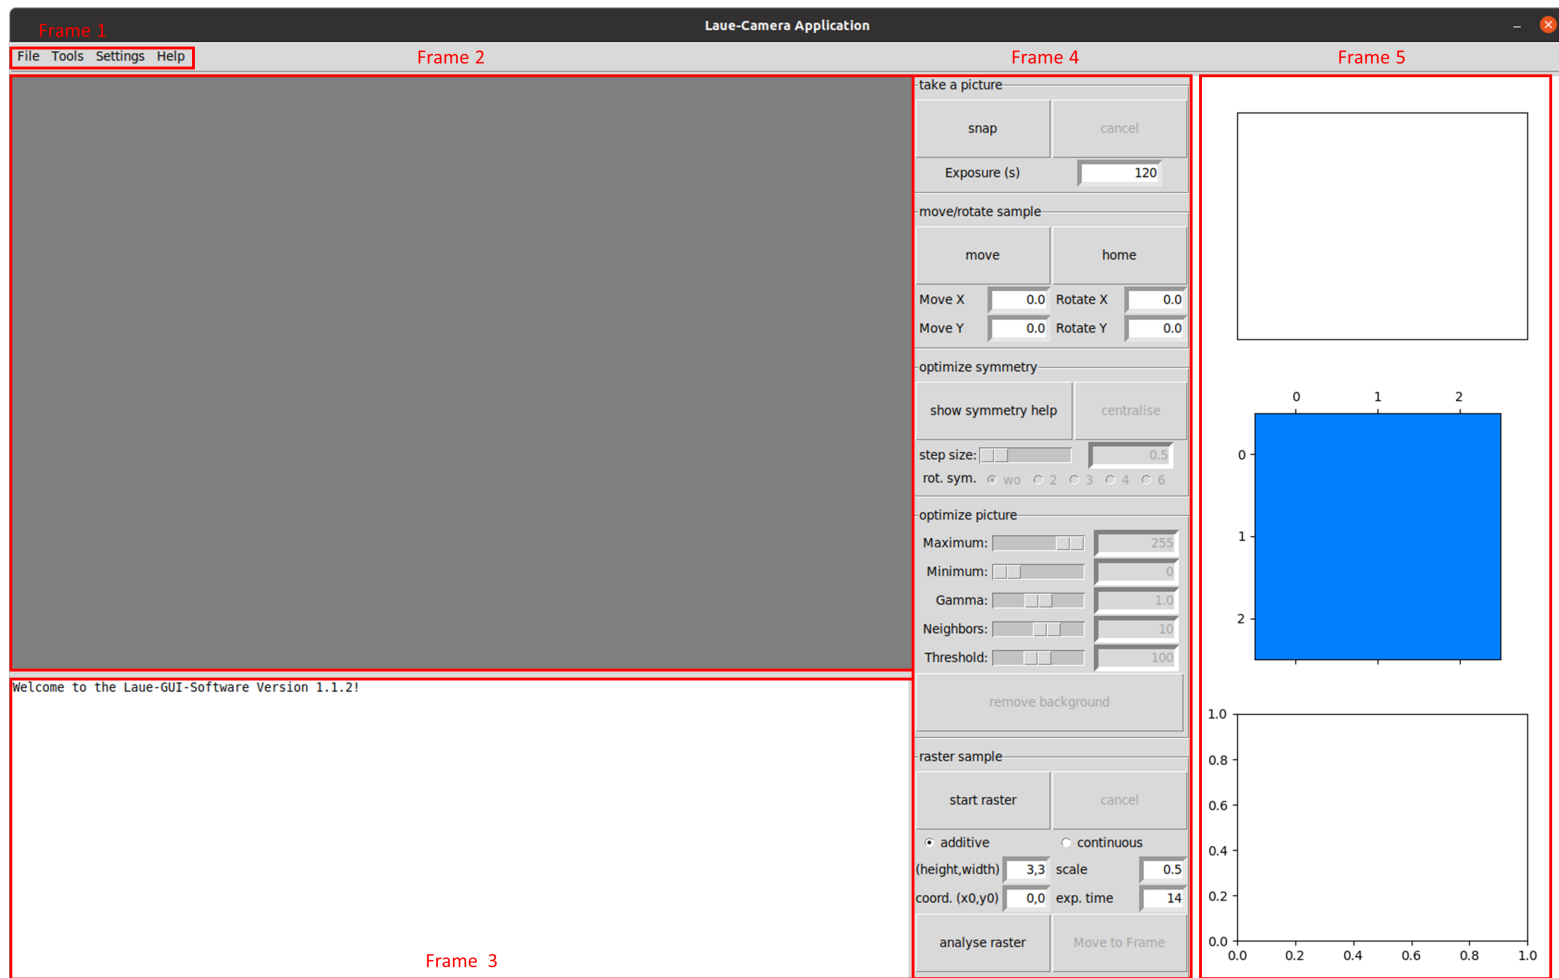 Laue-Camera Application
Frame 1
File Tools Settings Help
Frame 2
Frame 4
Frame 5
Welcome to the Laue-GUI-Software Version 1.1.2!
Frame 3
take a picture
snap cancel
Exposure (s) 120
move/rotate sample
move home
Move X 0.0 Rotate X 0.0
Move Y 0.0 Rotate Y 0.0
optimize symmetry
show symmetry help centralise
step size: 0.5
rot. sym. wo 2 3 4 6
optimize picture
Maximum: 255
Minimum: 0
Gamma: 1.0
Neighbors: 10
Threshold: 100
remove background
raster sample
start raster cancel
additive continuous
(height,width) 3,3 scale 0.5
coord. (x0,y0) 0,0 exp. time 14
analyse raster Move to Frame
0 1 2
0
1
2
1.0
0.8
0.6
0.4
0.2
0.0
0.0 0.2 0.4 0.6 0.8 1.0